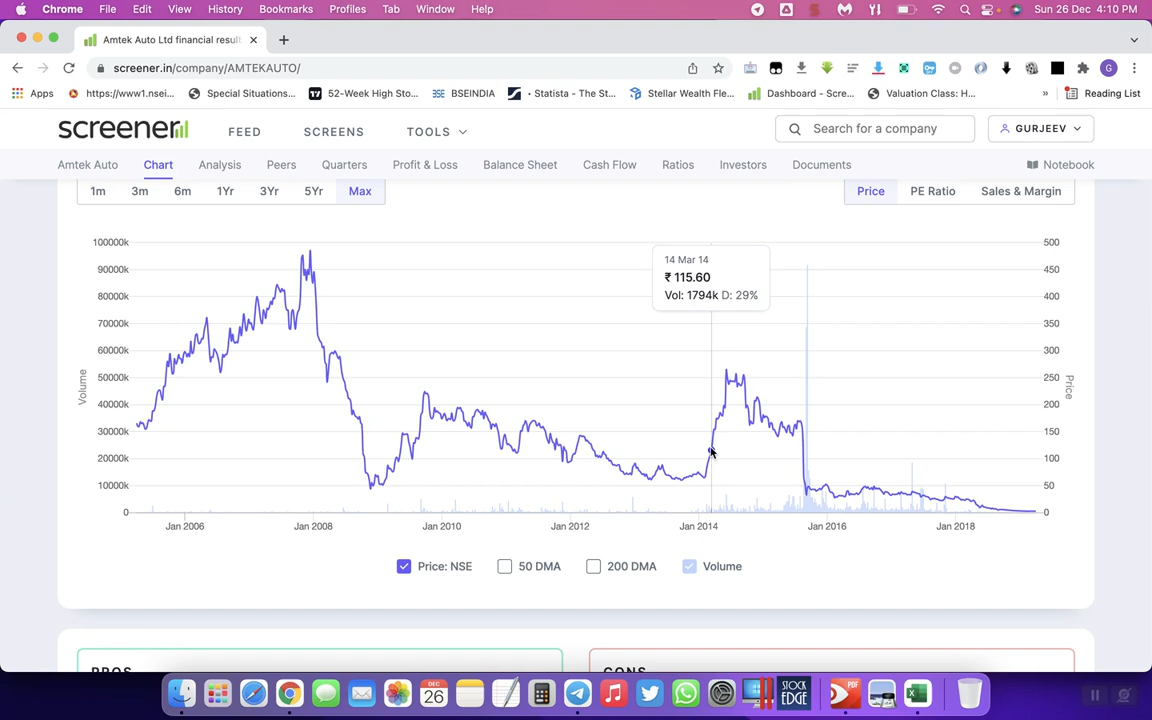 Chrome File Edit View History Bookmarks Profiles Tab Window Help Sun 26 Dec 4:10 PM
Amtek Auto Ltd financial result
screener.in/company/AMTEKAUTO/
Apps https://www1.nsei... Special Situations... 52-Week High Sto... BSEINDIA • Statista - The St... Stellar Wealth Fle... Dashboard – Scre... Valuation Class: H... » Reading List
screener FEED SCREENS TOOLS Search for a company GURJEEV
Amtek Auto Chart Analysis Peers Quarters Profit & Loss Balance Sheet Cash Flow Ratios Investors Documents Notebook
1m 3m 6m 1Yr 3Yr 5Yr Max Price PE Ratio Sales & Margin
100000k 500
90000k 450
80000k 400
70000k 350
60000k 300
50000k 250
40000k 200
30000k 150
20000k 100
10000k 50
0 0
Volume
Price
14 Mar 14
₹ 115.60
Vol: 1794k D: 29%
Jan 2006 Jan 2008 Jan 2010 Jan 2012 Jan 2014 Jan 2016 Jan 2018
Price: NSE 50 DMA 200 DMA Volume
PROS CONS
DEC
26
PDF
STOCK
EDGE